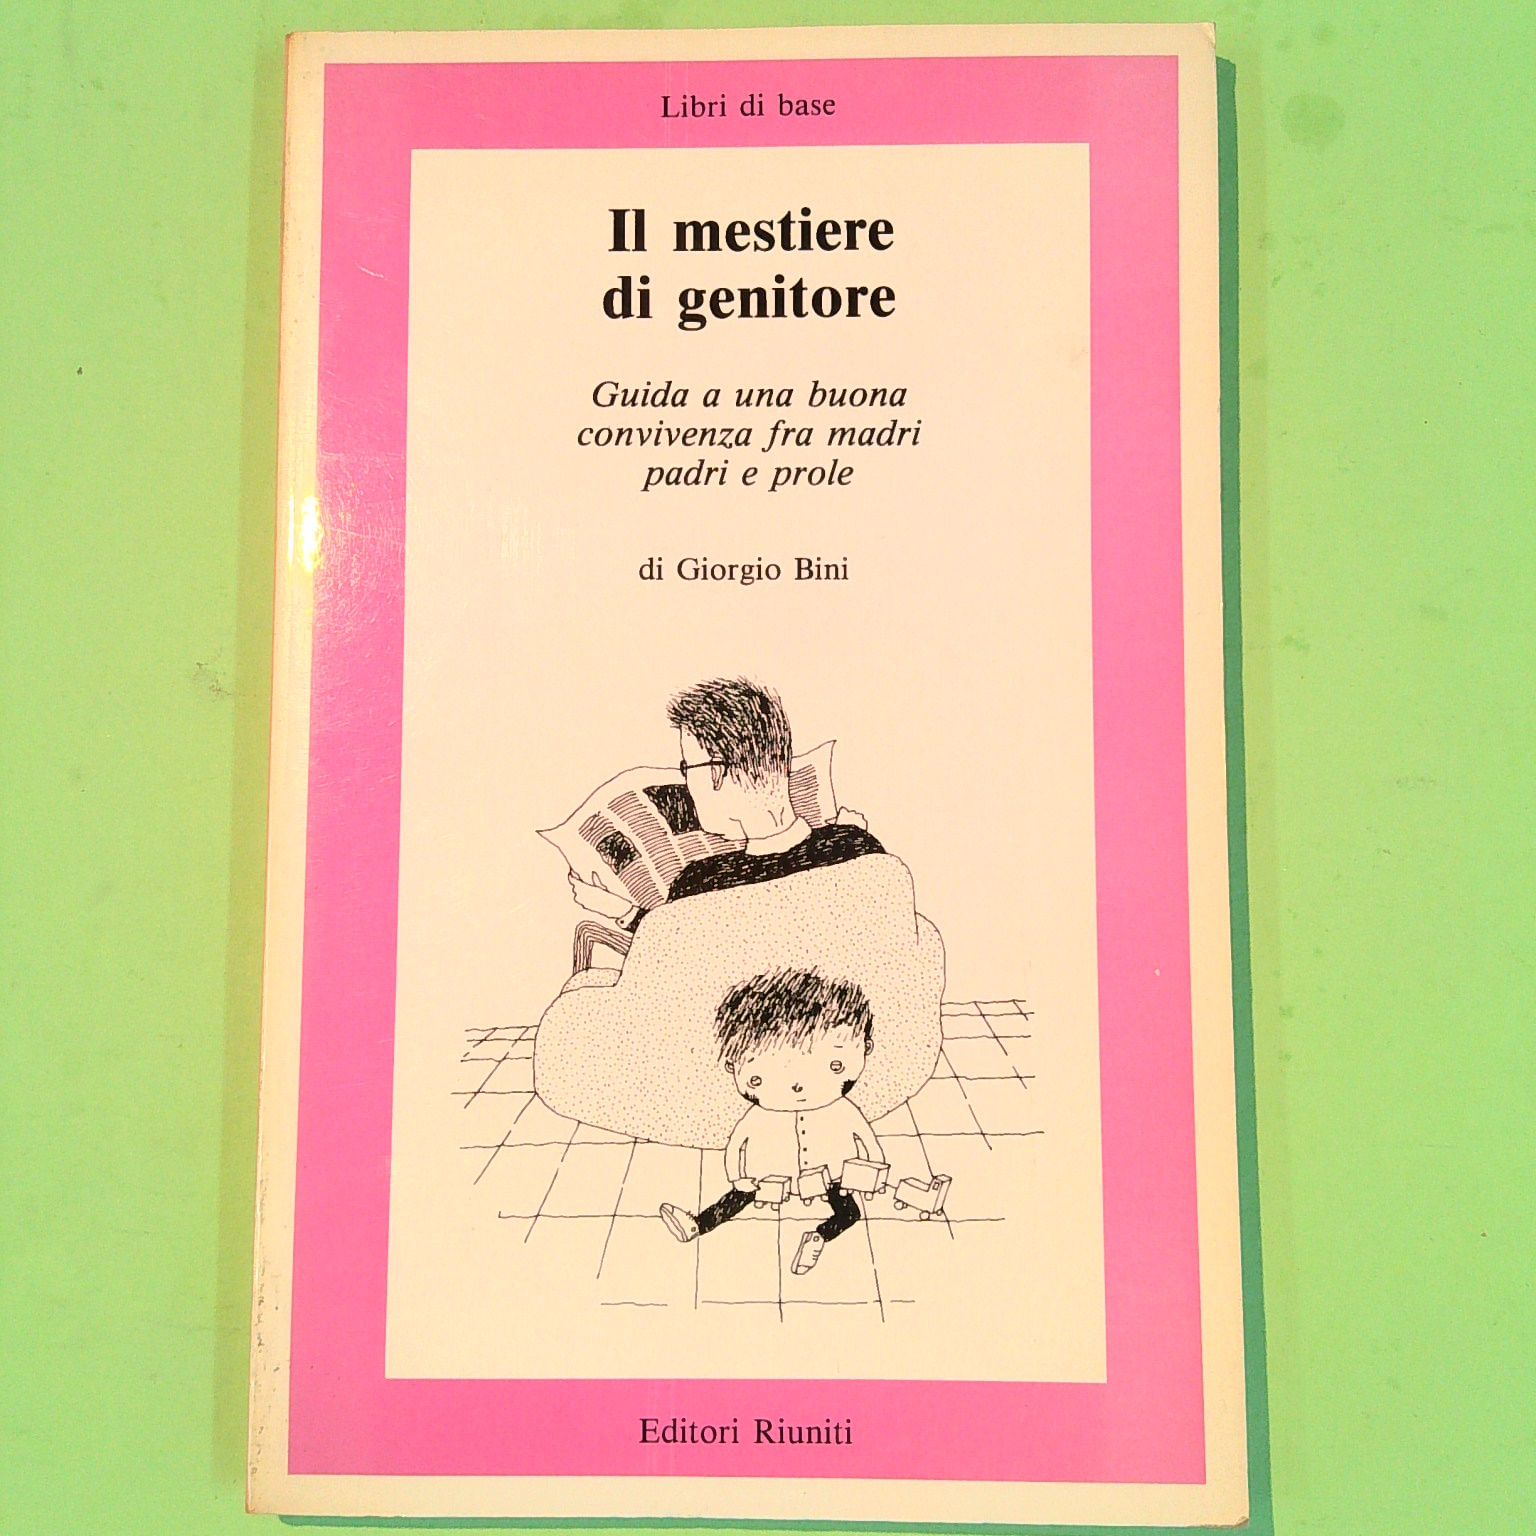 Libri di base
Il mestiere
di genitore
Guida a una buona
convivenza fra madri
padri e prole
di Giorgio Bini
Editori Riuniti